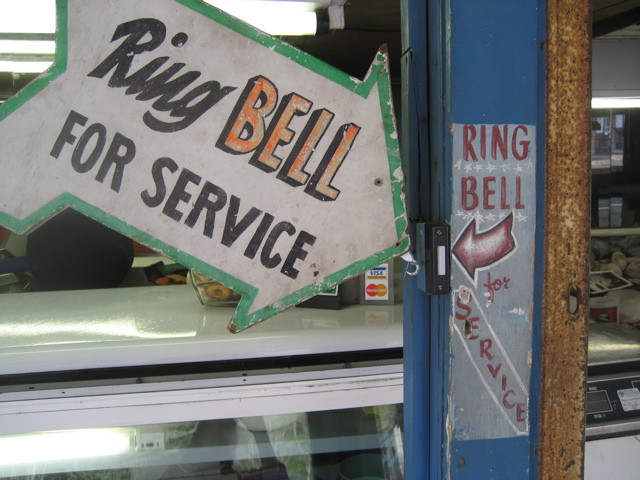 Ring BELL
FOR SERVICE
VISA
RING
BELL
for
SERVICE